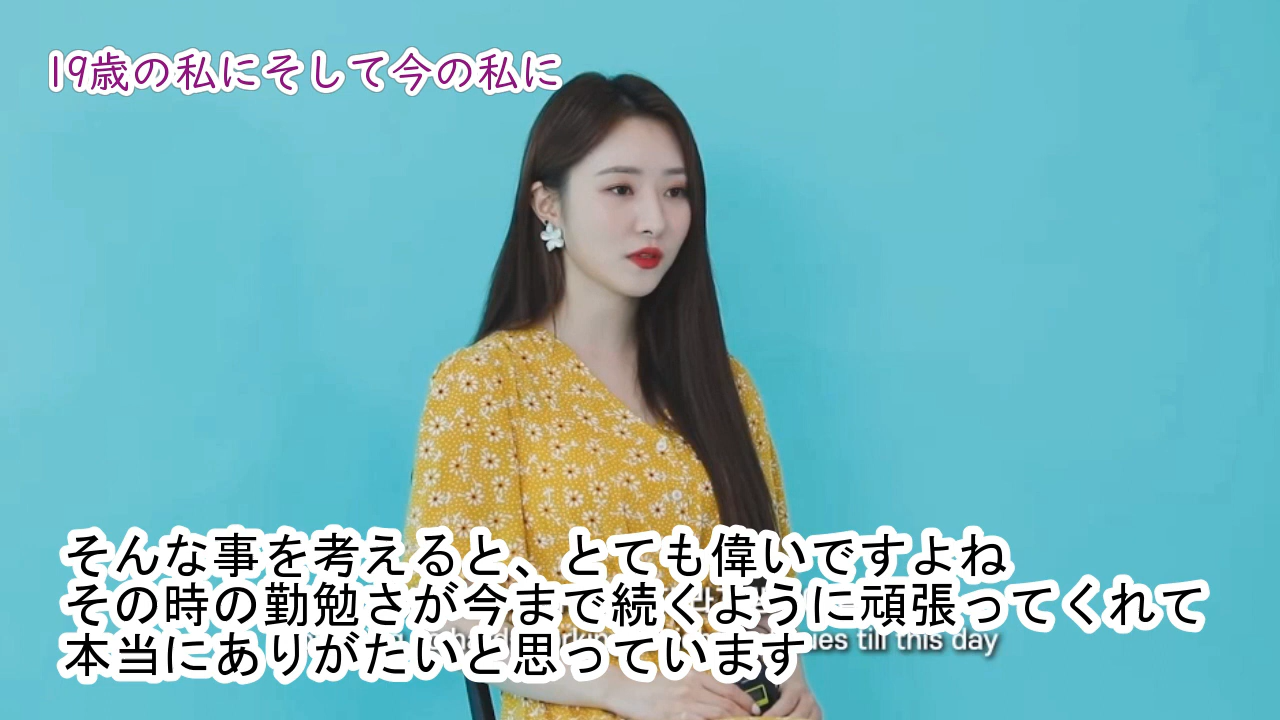 19歳の私にそして今の私に
そんな事を考えると、とても偉いですよね
その時の勤勉さが今まで続くように頑張ってくれて
本当にありがたいと思っています
till this day